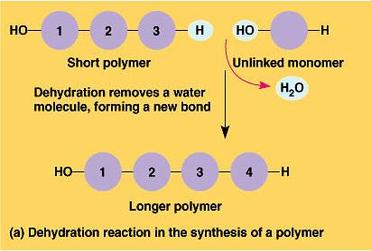 HO 1 2 3 H HO H
Short polymer Unlinked monomer
Dehydration removes a water
molecule, forming a new bond
H₂O
HO 1 2 3 4 H
Longer polymer
(a) Dehydration reaction in the synthesis of a polymer